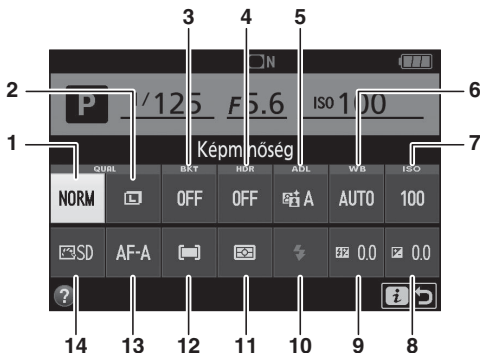 3 4 5
N
2 6
P 1/125 F5.6 ISO 100
Képminőség
1 7
QUAL BKT HDR ADL WB ISO
NORM L OFF OFF A AUTO 100
SD AF-A 0.0 0.0
? i
14 13 12 11 10 9 8